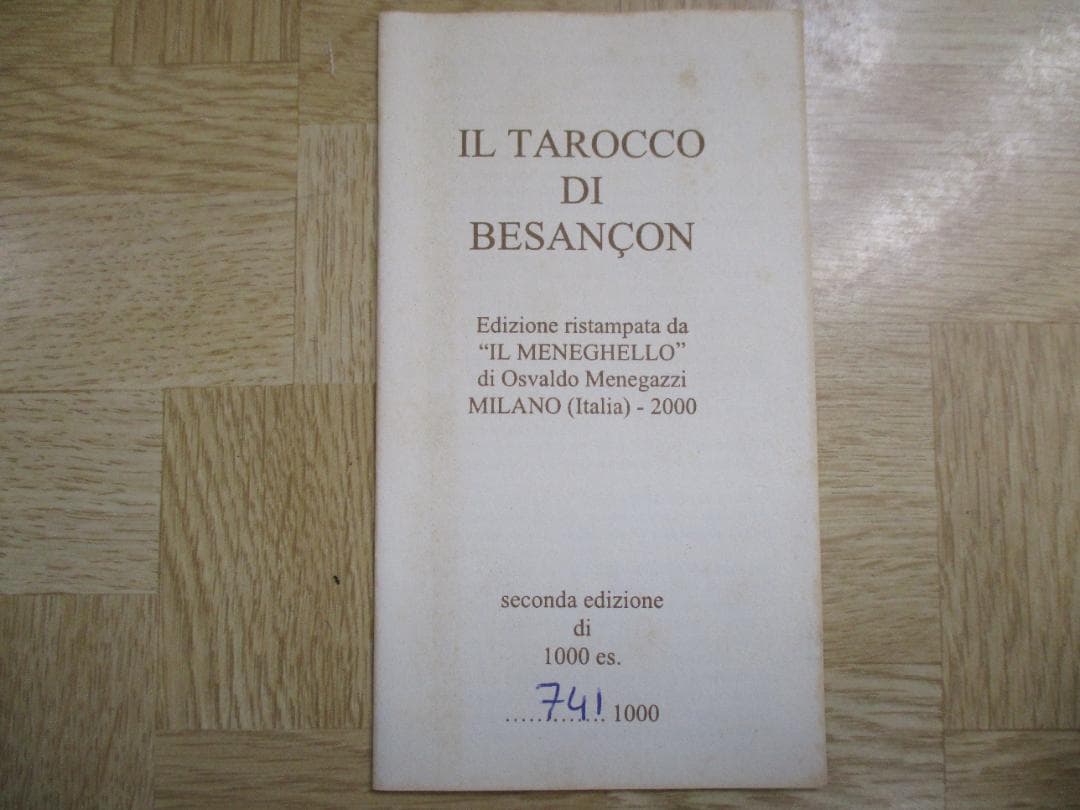 IL TAROCCO
DI
BESANÇON
Edizione ristampata da
“IL MENEGHELLO”
di Osvaldo Menegazzi
MILANO (Italia) - 2000
seconda edizione
di
1000 es.
741
............. 1000